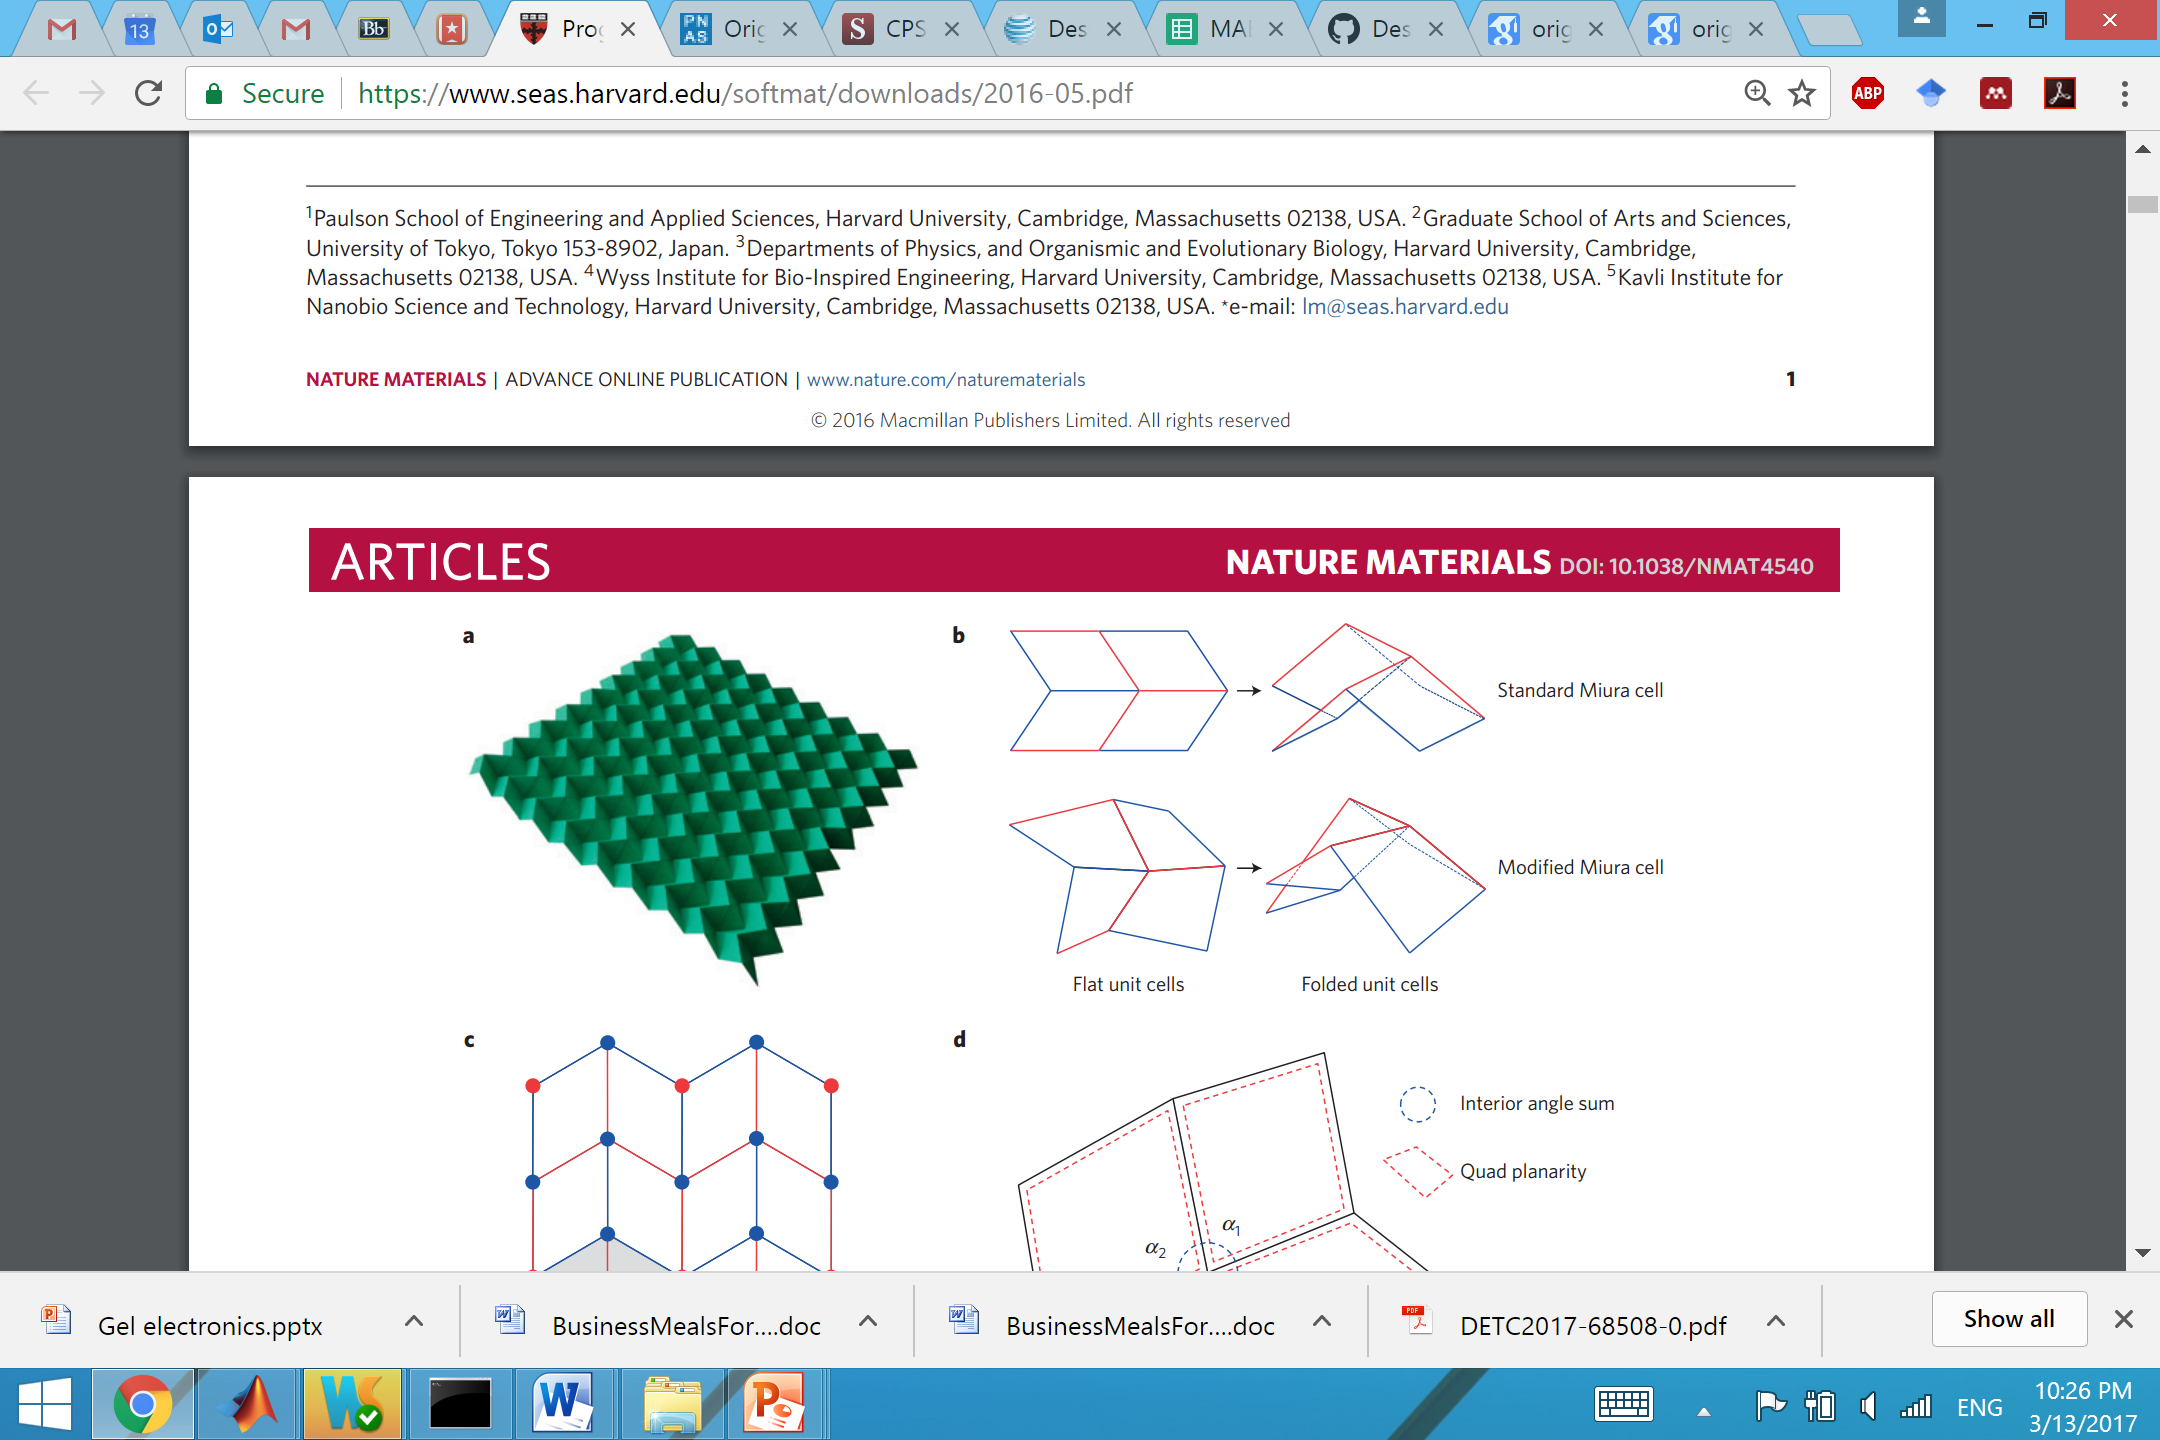 13
Bb
Proc
PN
AS
Orig
S
CPS
Des
MA
Des
orig
orig
Secure
https://www.seas.harvard.edu/softmat/downloads/2016-05.pdf
ABP
1Paulson School of Engineering and Applied Sciences, Harvard University, Cambridge, Massachusetts 02138, USA. 2Graduate School of Arts and Sciences,
University of Tokyo, Tokyo 153-8902, Japan. 3Departments of Physics, and Organismic and Evolutionary Biology, Harvard University, Cambridge,
Massachusetts 02138, USA. 4Wyss Institute for Bio-Inspired Engineering, Harvard University, Cambridge, Massachusetts 02138, USA. 5Kavli Institute for
Nanobio Science and Technology, Harvard University, Cambridge, Massachusetts 02138, USA. *e-mail: lm@seas.harvard.edu
NATURE MATERIALS | ADVANCE ONLINE PUBLICATION | www.nature.com/naturematerials
1
© 2016 Macmillan Publishers Limited. All rights reserved
ARTICLES
NATURE MATERIALS DOI: 10.1038/NMAT4540
a
b
Standard Miura cell
Modified Miura cell
Flat unit cells
Folded unit cells
c
d
Interior angle sum
Quad planarity
α1
α2
Gel electronics.pptx
BusinessMealsFor....doc
BusinessMealsFor....doc
PDF
DETC2017-68508-0.pdf
Show all
ENG
10:26 PM
3/13/2017